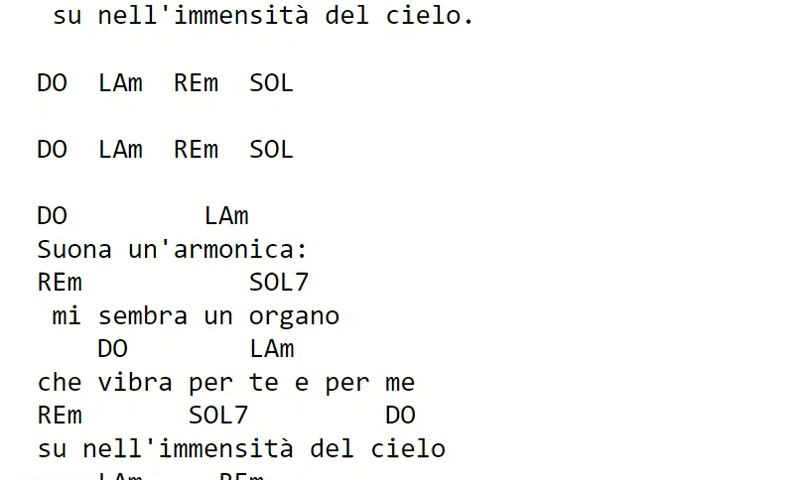 su nell'immensità del cielo.
DO LAm REm SOL
DO LAm REm SOL
DO LAm
Suona un'armonica:
REm SOL7
mi sembra un organo
DO LAm
che vibra per te e per me
REm SOL7 DO
su nell'immensità del cielo
LAm REm